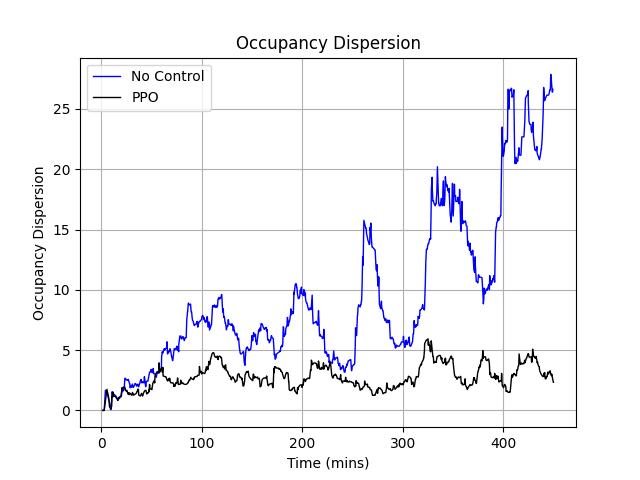 Occupancy Dispersion
No Control
PPO
Occupancy Dispersion
25
20
15
10
5
0
0 100 200 300 400
Time (mins)